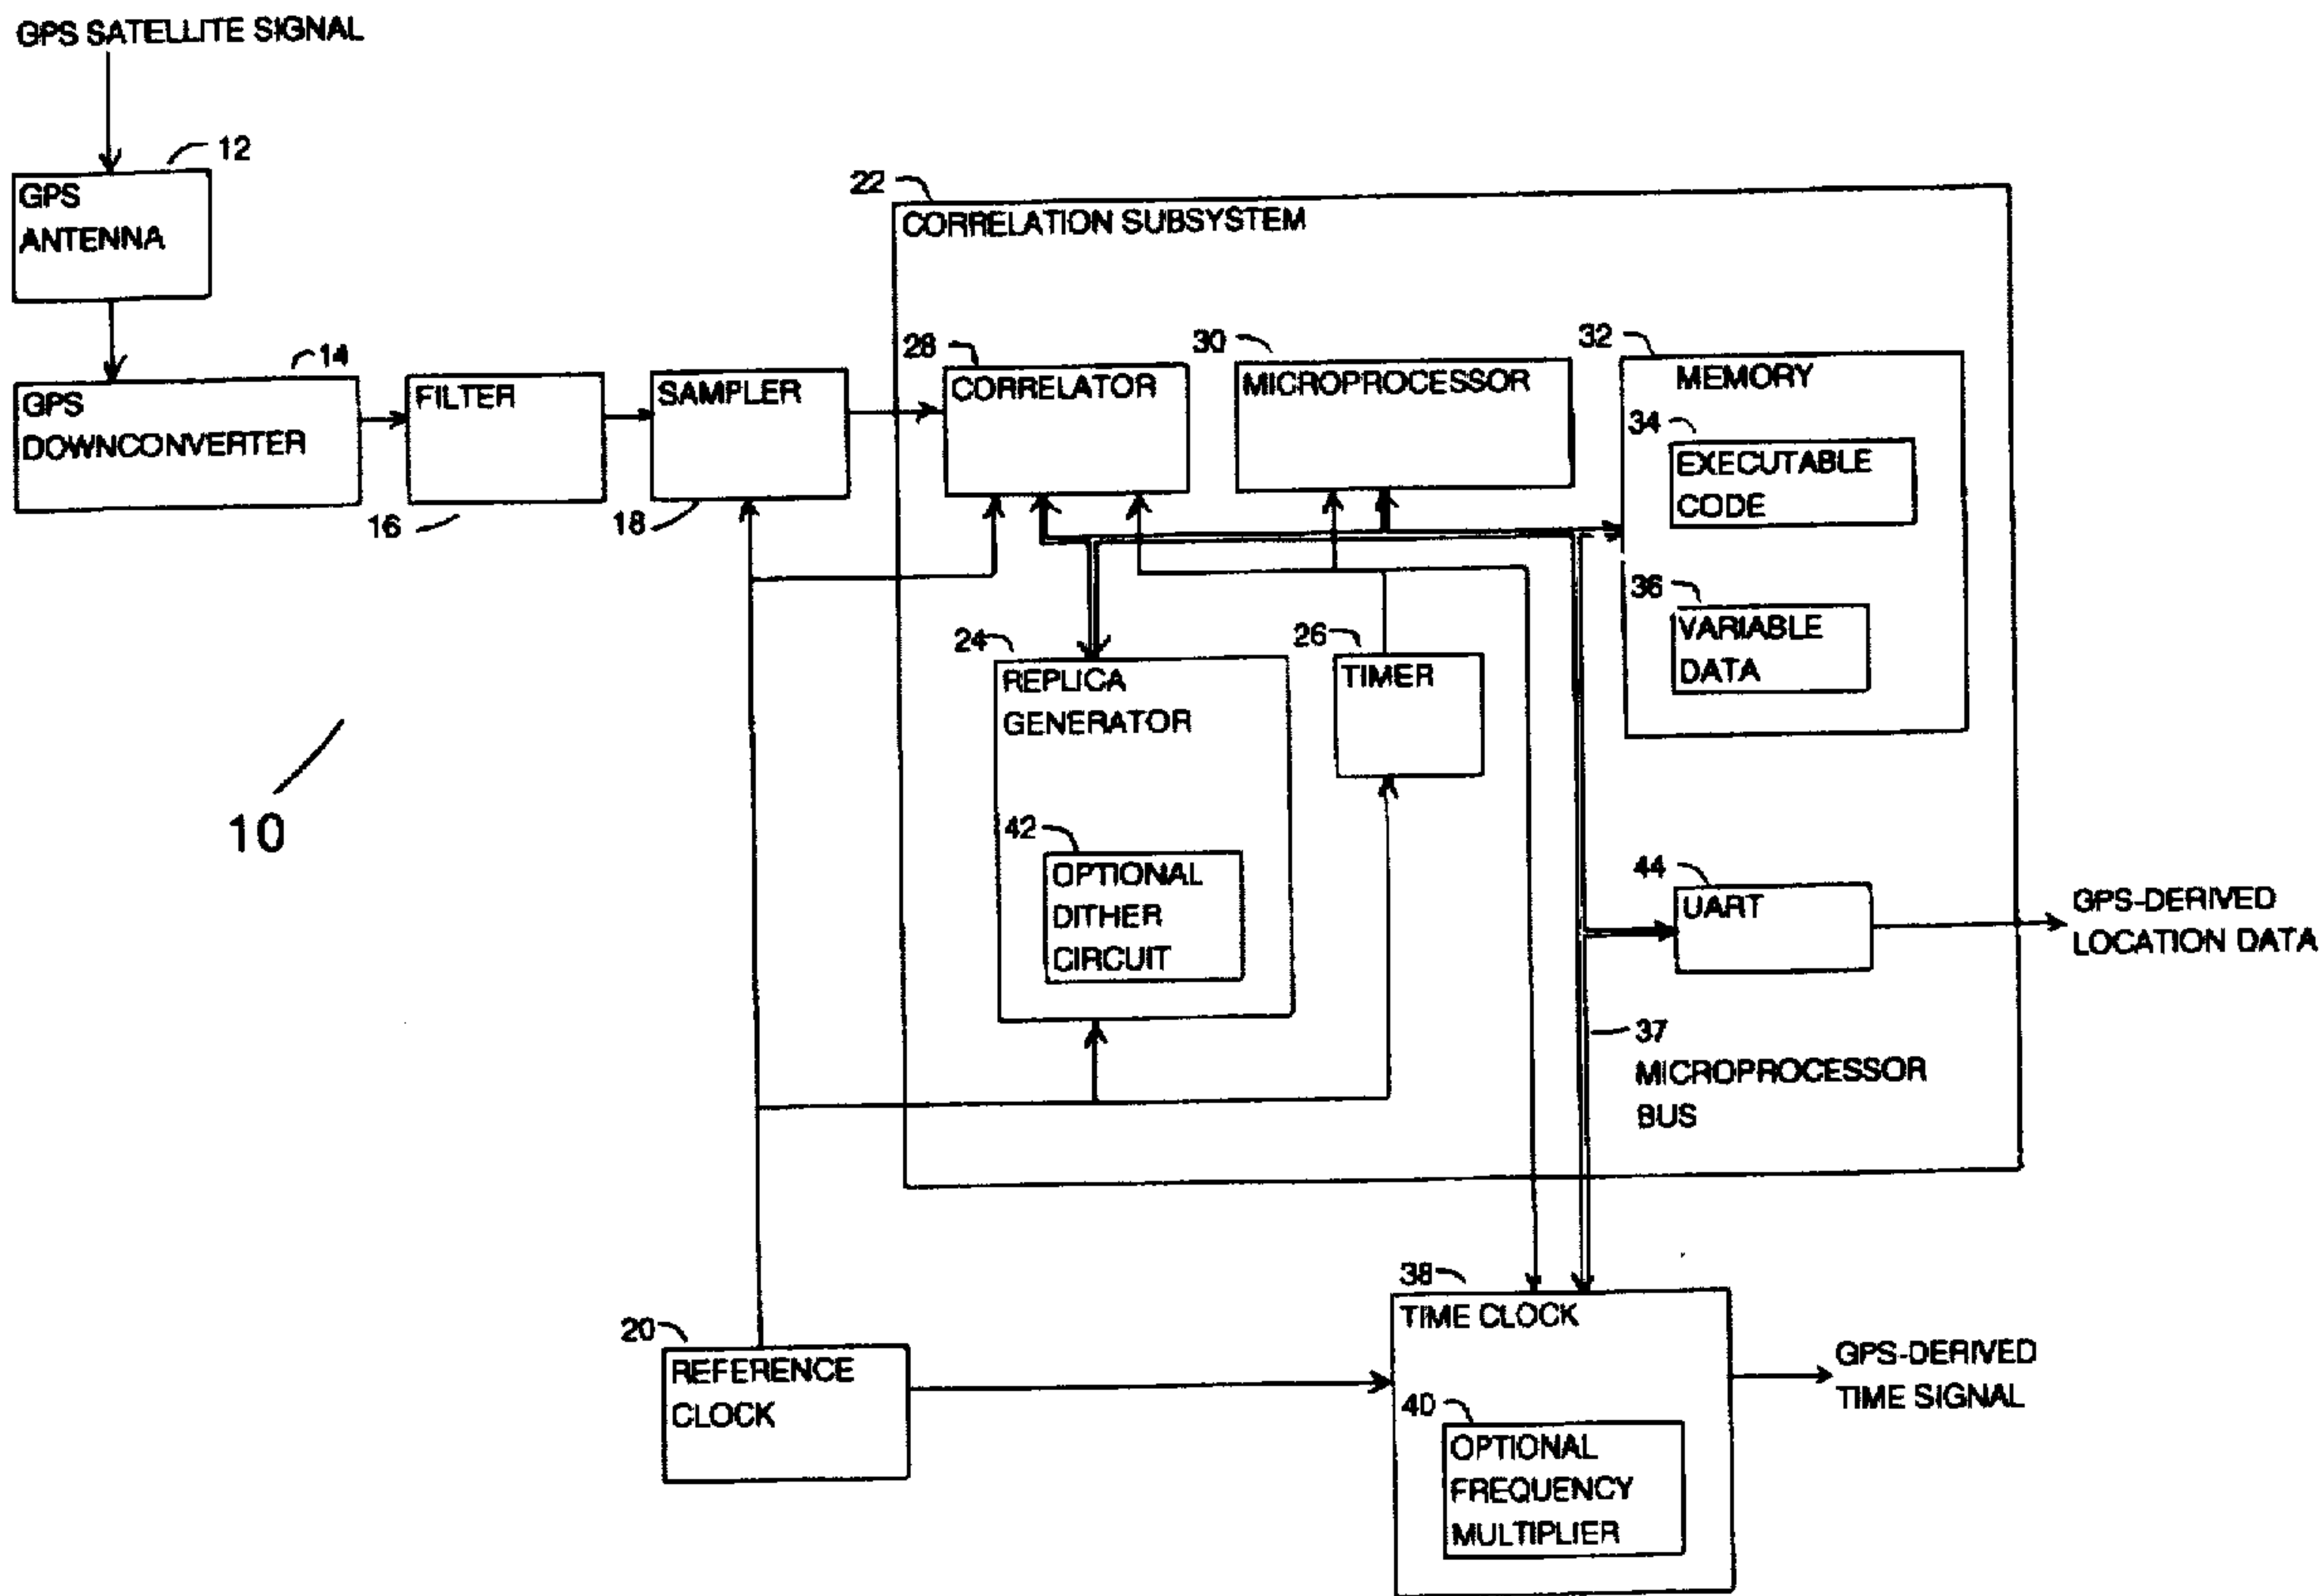 GPS SATELLITE SIGNAL
12
GPS
ANTENNA
14
GPS
DOWNCONVERTER
FILTER
16
SAMPLER
18
22
CORRELATION SUBSYSTEM
28
CORRELATOR
30
MICROPROCESSOR
32
MEMORY
34
EXECUTABLE
CODE
36
VARIABLE
DATA
24
REPLICA
GENERATOR
26
TIMER
10
42
OPTIONAL
DITHER
CIRCUIT
44
UART
GPS-DERIVED
LOCATION DATA
37
MICROPROCESSOR
BUS
20
REFERENCE
CLOCK
38
TIME CLOCK
40
OPTIONAL
FREQUENCY
MULTIPLIER
GPS-DERIVED
TIME SIGNAL